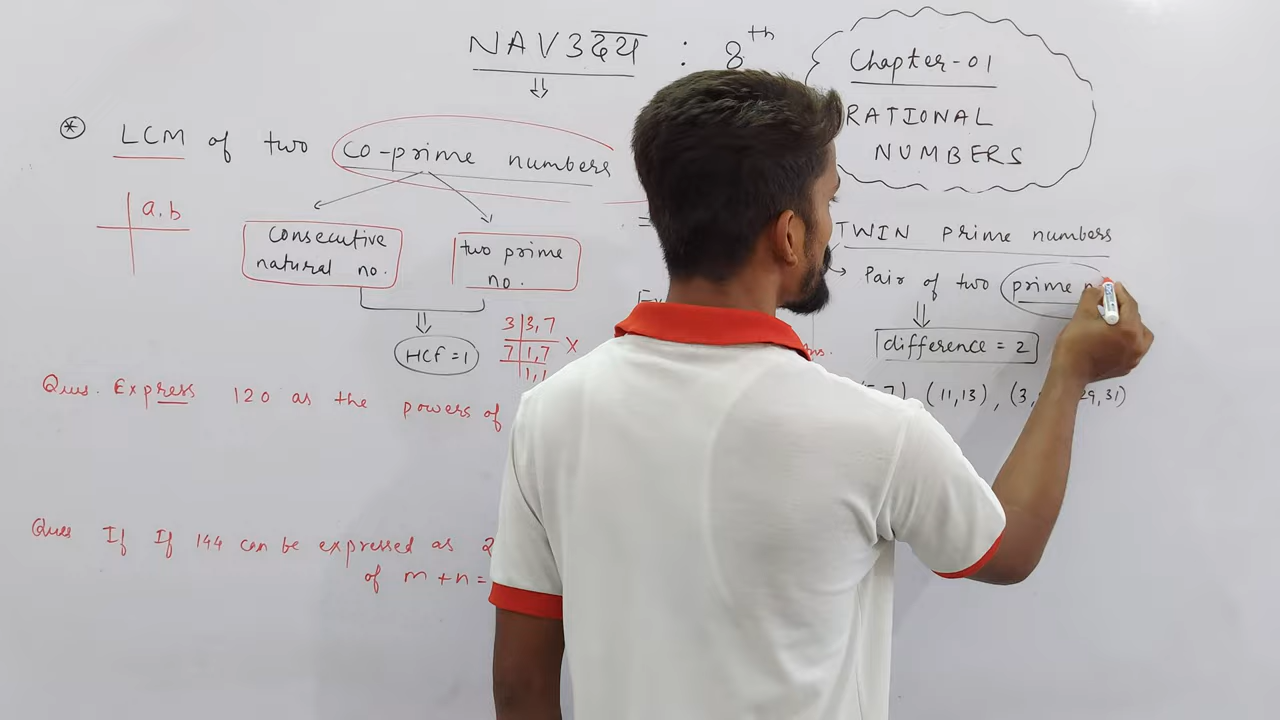 NAV उदय : 8th
Chapter-01
RATIONAL
NUMBERS
* LCM of two co-prime numbers
a, b
consecutive
natural no.
two prime
no.
HCF = 1
3 | 3, 7
7 | 1, 7
1, 1
X
TWIN prime numbers
Pair of two prime
difference = 2
(11,13), (3, 29, 31)
Ques. Express 120 as the powers of
Ques If If 144 can be expressed as 2
of m + n =